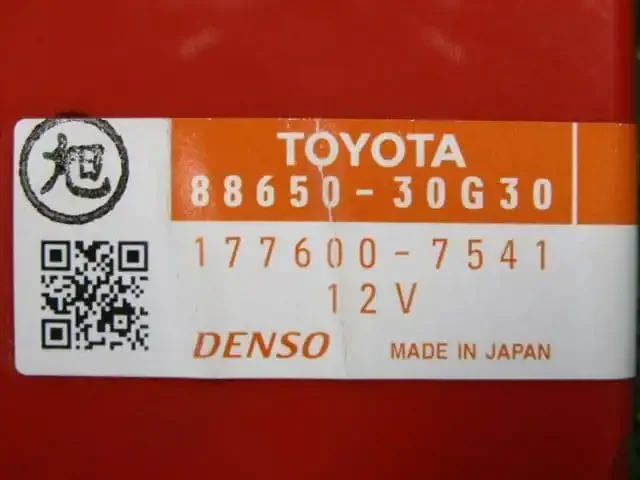 旭
TOYOTA
88650-30G30
177600-7541
12V
DENSO
MADE IN JAPAN